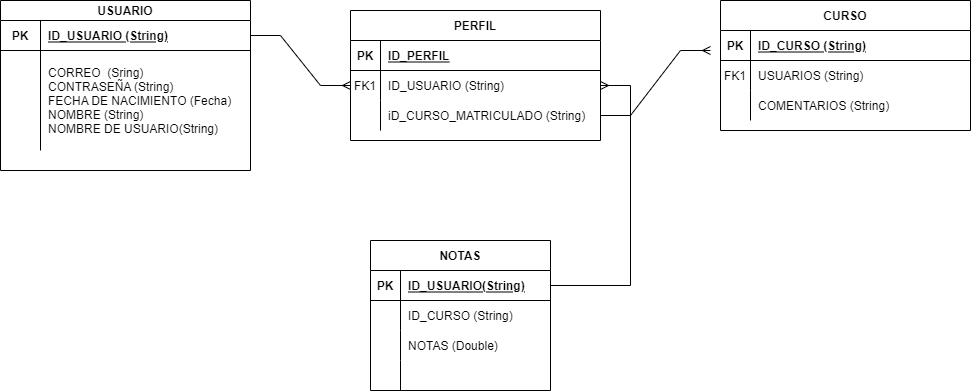 USUARIO
PK ID_USUARIO (String)
CORREO (Sring)
CONTRASEÑA (String)
FECHA DE NACIMIENTO (Fecha)
NOMBRE (String)
NOMBRE DE USUARIO(String)
PERFIL
PK ID_PERFIL
FK1 ID_USUARIO (String)
iD_CURSO_MATRICULADO (String)
CURSO
PK ID_CURSO (String)
FK1 USUARIOS (String)
COMENTARIOS (String)
NOTAS
PK ID_USUARIO(String)
ID_CURSO (String)
NOTAS (Double)